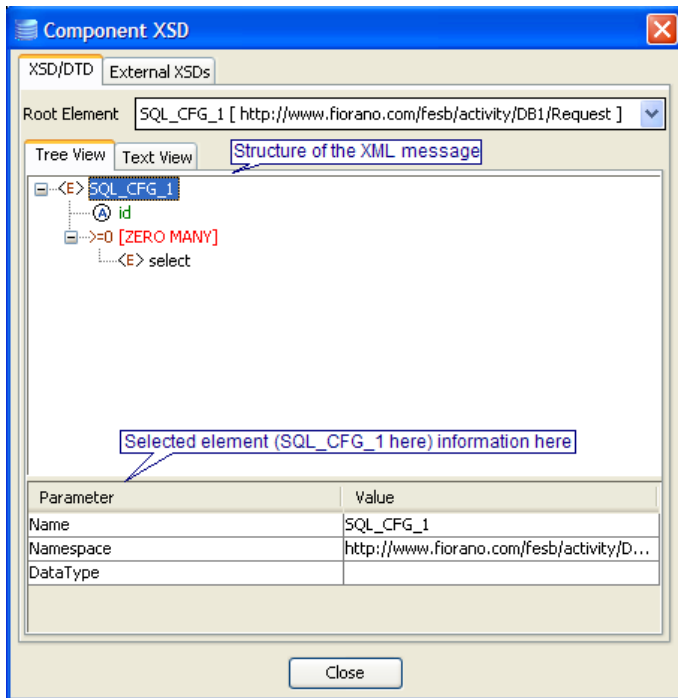 Component XSD
XSD/DTD External XSDs
Root Element SQL_CFG_1 [ http://www.fiorano.com/fesb/activity/DB1/Request ]
Tree View Text View Structure of the XML message
<E> SQL_CFG_1
A id
>=0 [ZERO MANY]
<E> select
Selected element (SQL_CFG_1 here) information here
Parameter Value
Name SQL_CFG_1
Namespace http://www.fiorano.com/fesb/activity/D...
DataType
Close